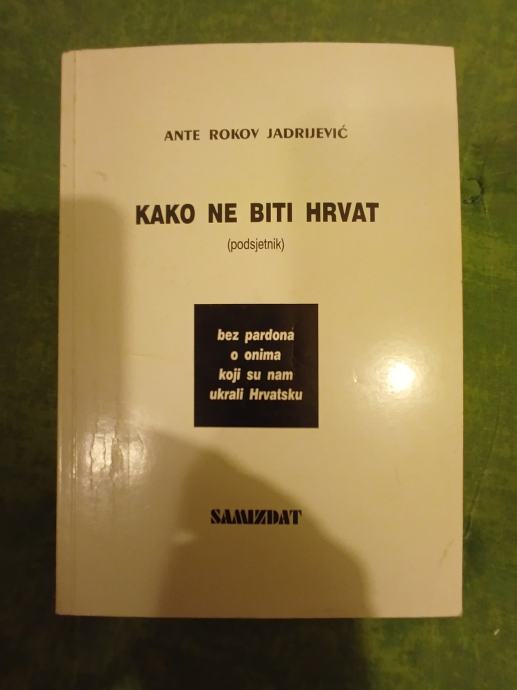 ANTE ROKOV JADRIJEVIĆ
KAKO NE BITI HRVAT
(podsjetnik)
bez pardona
o onima
koji su nam
ukrali Hrvatsku
SAMIZDAT